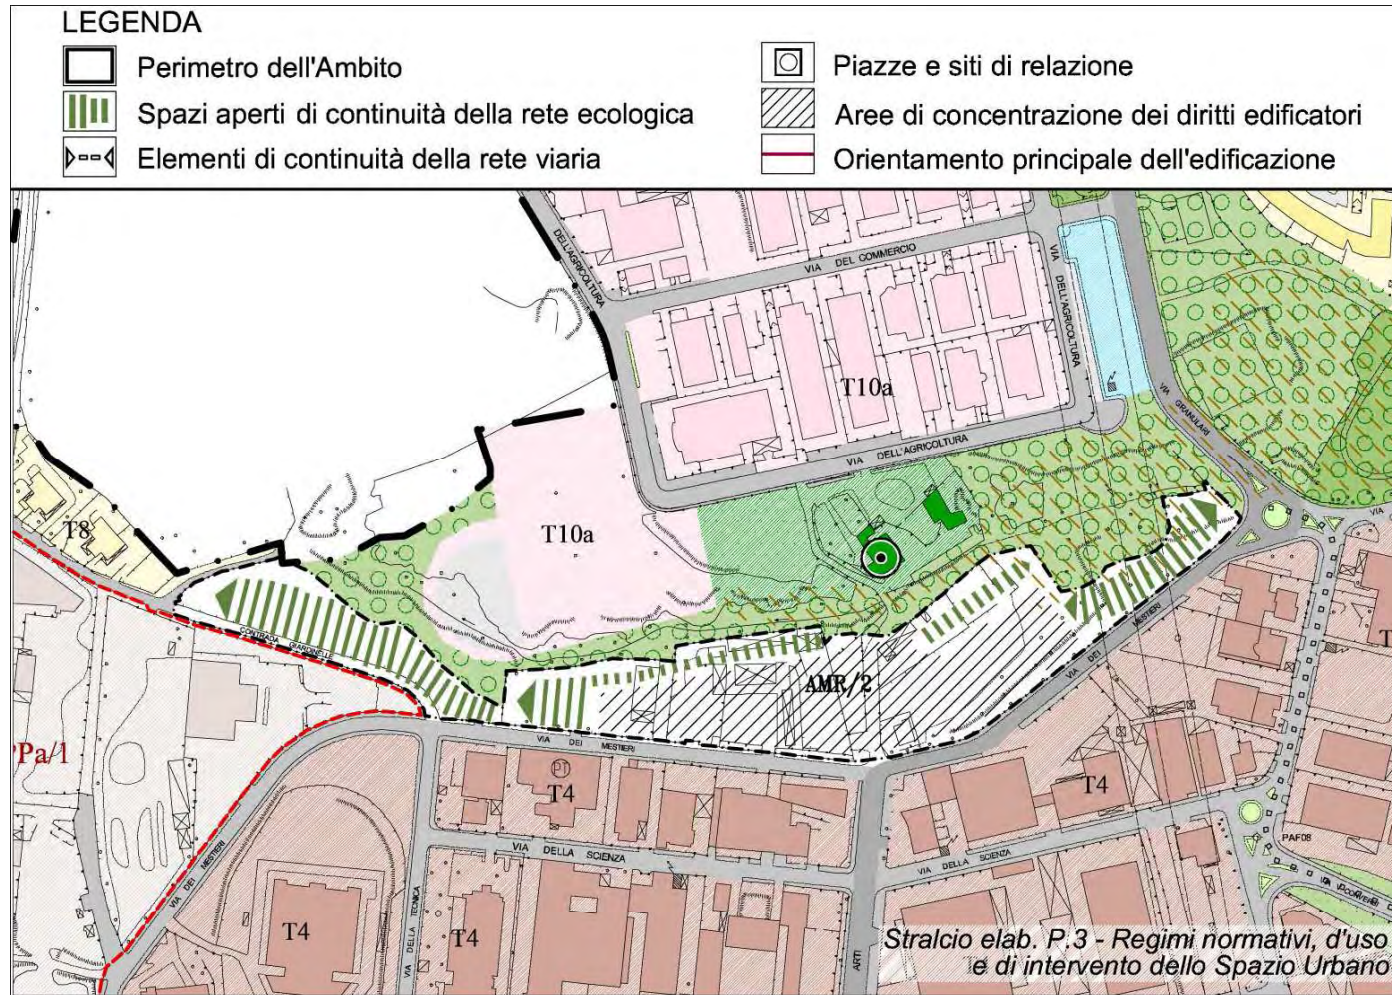 LEGENDA
Perimetro dell'Ambito
Spazi aperti di continuità della rete ecologica
Elementi di continuità della rete viaria
Piazze e siti di relazione
Aree di concentrazione dei diritti edificatori
Orientamento principale dell'edificazione
DELL'AGRICOLTURA
VIA DEL COMMERCIO
VIA DELL'AGRICOLTURA
T10a
VIA GRANULARI
VIA DELL'AGRICOLTURA
T8
T10a
VIA
CONTRADA GIARDINELLE
AMR/2
VIA DEI MESTIERI
T
VIA DEI MESTIERI
PPa/1
PT
T4
T4
VIA DELLA SCIENZA
VIA DELLA SCIENZA
PAF08
VIA DEI MESTIERI
VIA DELLA TECNICA
T4
T4
ARTI
Stralcio elab. P.3 - Regimi normativi, d'uso
e di intervento dello Spazio Urbano